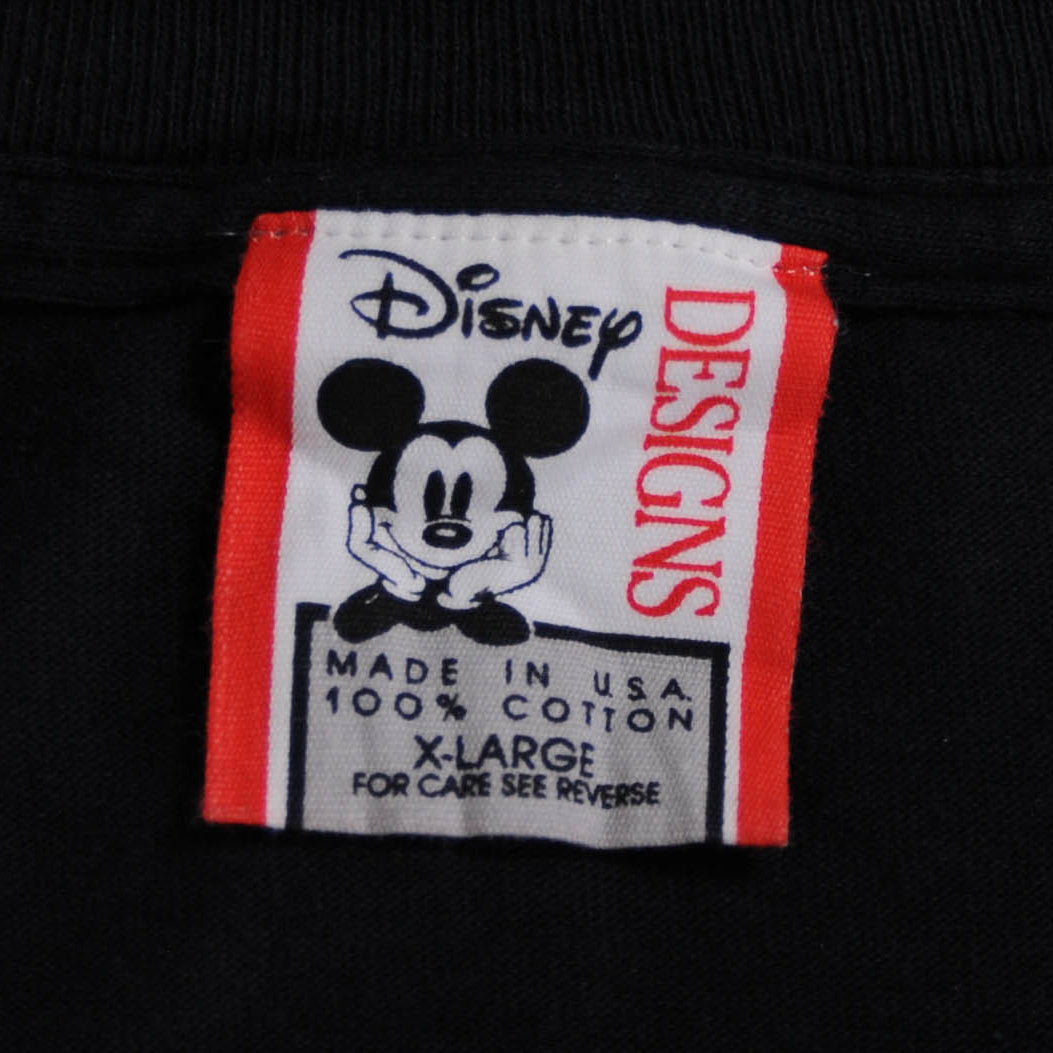 DISNEY
DESIGNS
MADE IN U.S.A.
100% COTTON
X-LARGE
FOR CARE SEE REVERSE